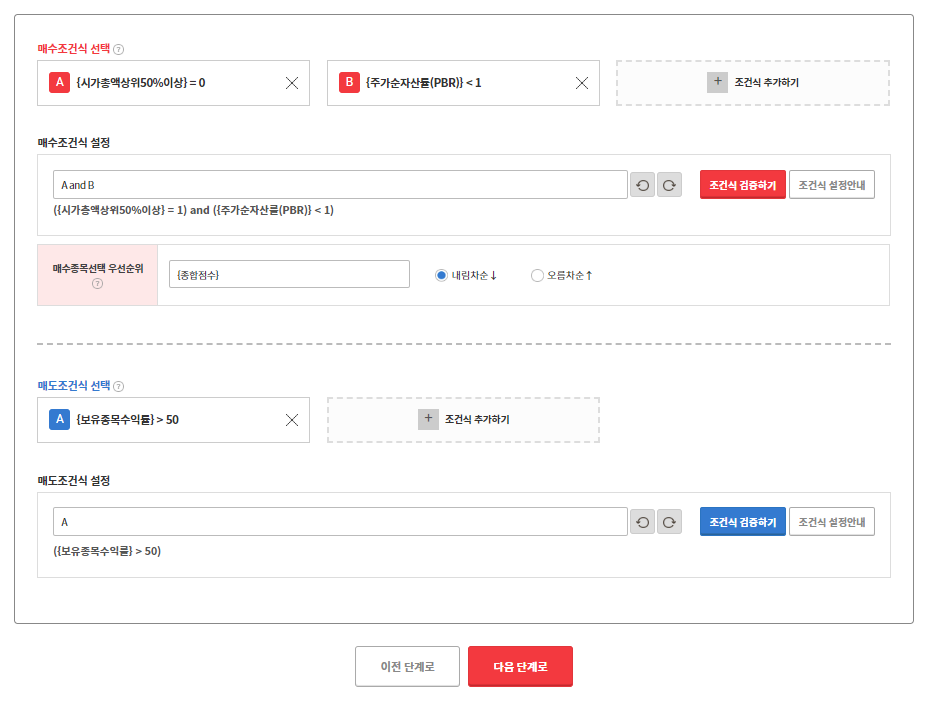 매수조건식 선택 ?
A {시가총액상위50%이상} = 0
B {주가순자산률(PBR)} < 1
+ 조건식 추가하기
매수조건식 설정
A and B
조건식 검증하기
조건식 설정안내
({시가총액상위50%이상} = 1) and ({주가순자산률(PBR)} < 1)
매수종목선택 우선순위
?
{종합점수}
내림차순↓
오름차순↑
매도조건식 선택 ?
A {보유종목수익률} > 50
+ 조건식 추가하기
매도조건식 설정
A
조건식 검증하기
조건식 설정안내
({보유종목수익률} > 50)
이전 단계로
다음 단계로